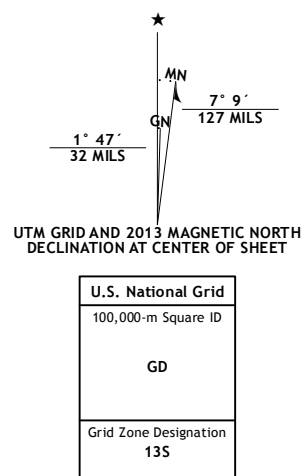 ★
MN
7° 9´
127 MILS
GN
1° 47´
32 MILS
UTM GRID AND 2013 MAGNETIC NORTH
DECLINATION AT CENTER OF SHEET
U.S. National Grid
100,000-m Square ID
GD
Grid Zone Designation
13S